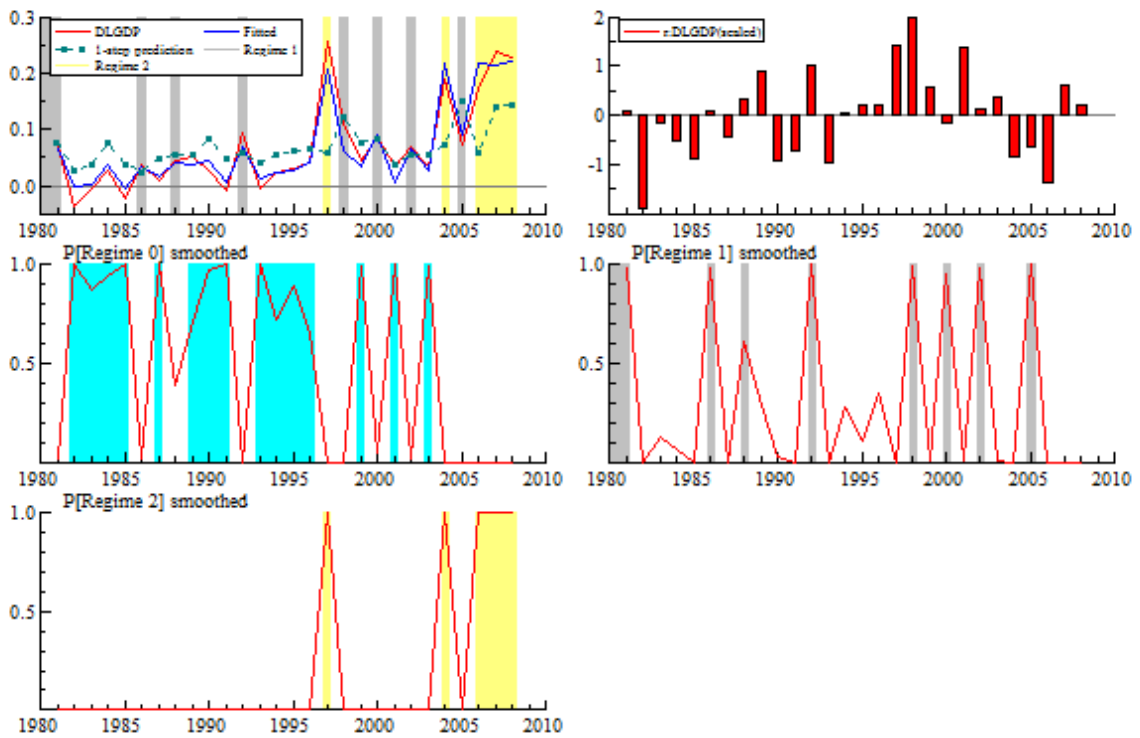 0.3
DLGDP
Fitted
1-step prediction
Regime 1
Regime 2
0.2
0.1
0.0
1980 1985 1990 1995 2000 2005 2010
2
r:DLGDP(scaled)
1
0
-1
1980 1985 1990 1995 2000 2005 2010
P[Regime 0] smoothed
1.0
0.5
1980 1985 1990 1995 2000 2005 2010
P[Regime 1] smoothed
1.0
0.5
1980 1985 1990 1995 2000 2005 2010
P[Regime 2] smoothed
1.0
0.5
1980 1985 1990 1995 2000 2005 2010